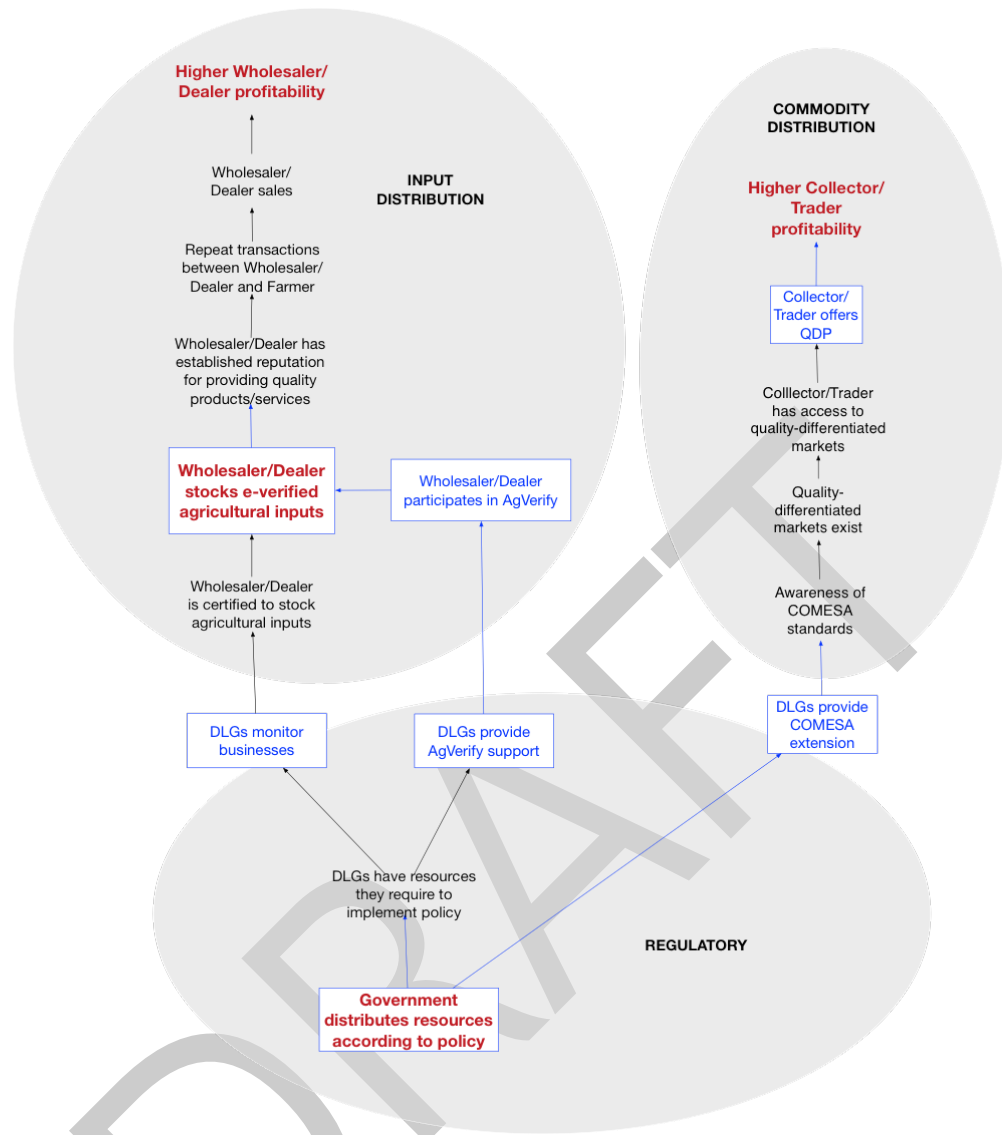 Higher Wholesaler/
Dealer profitability
Wholesaler/
Dealer sales
Repeat transactions
between Wholesaler/
Dealer and Farmer
Wholesaler/Dealer has
established reputation
for providing quality
products/services
Wholesaler/Dealer
stocks e-verified
agricultural inputs
Wholesaler/Dealer
participates in AgVerify
Wholesaler/Dealer
is certified to stock
agricultural inputs
INPUT
DISTRIBUTION
COMMODITY
DISTRIBUTION
Higher Collector/
Trader
profitability
Collector/
Trader offers
QDP
Colllector/Trader
has access to
quality-differentiated
markets
Quality-
differentiated
markets exist
Awareness of
COMESA
standards
DLGs monitor
businesses
DLGs provide
AgVerify support
DLGs provide
COMESA
extension
DLGs have resources
they require to
implement policy
REGULATORY
Government
distributes resources
according to policy
DRAFT